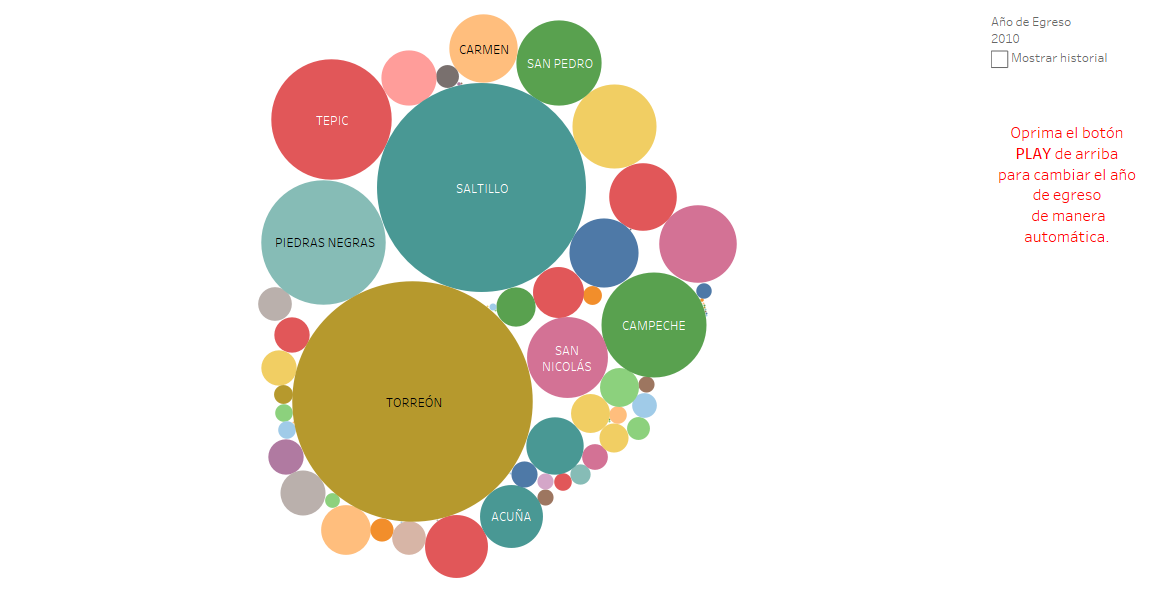 Año de Egreso
2010
Mostrar historial
Oprima el botón
PLAY de arriba
para cambiar el año
de egreso
de manera
automática.
CARMEN
SAN PEDRO
TEPIC
SALTILLO
PIEDRAS NEGRAS
CAMPECHE
SAN
NICOLÁS
TORREÓN
ACUÑA